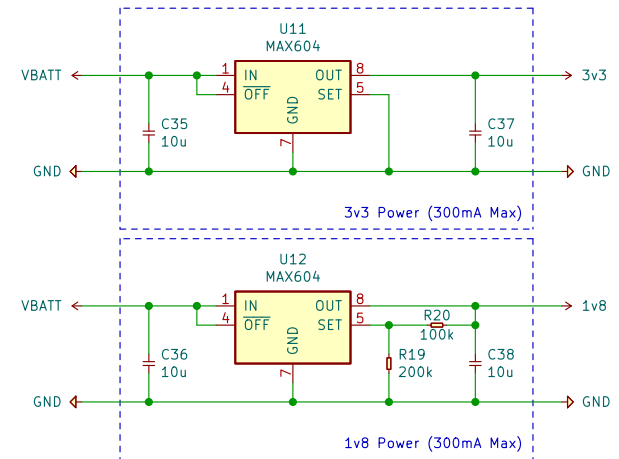 U11
MAX604
VBATT
1 IN OUT 8
3v3
4 OFF SET 5
GND
7
C35
10u
C37
10u
GND
GND
3v3 Power (300mA Max)
U12
MAX604
VBATT
1 IN OUT 8
1v8
4 OFF SET 5
GND
7
R20
100k
C36
10u
R19
200k
C38
10u
GND
GND
1v8 Power (300mA Max)